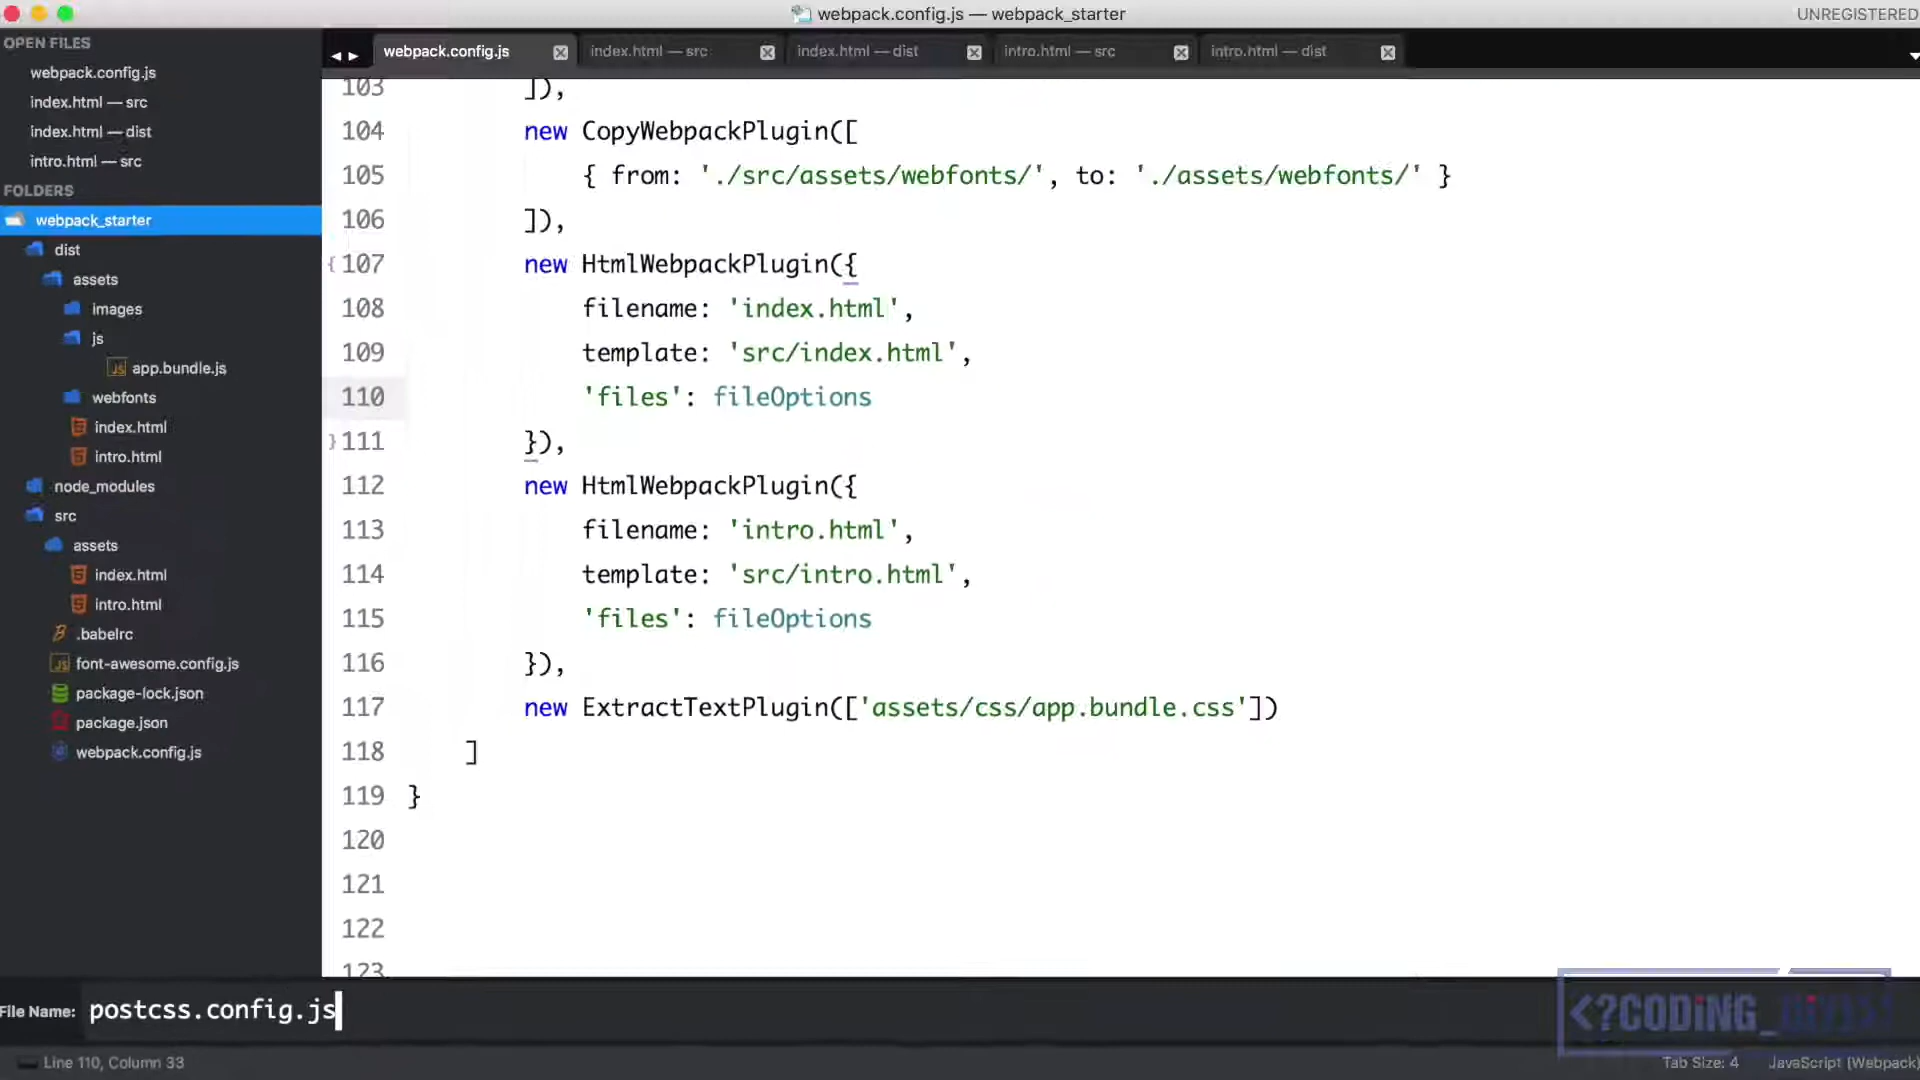 webpack.config.js — webpack_starter
UNREGISTERED
OPEN FILES
webpack.config.js
index.html — src
index.html — dist
intro.html — src
FOLDERS
webpack_starter
dist
assets
images
js
app.bundle.js
webfonts
index.html
intro.html
node_modules
src
assets
index.html
intro.html
.babelrc
font-awesome.config.js
package-lock.json
package.json
webpack.config.js
webpack.config.js
index.html — src
index.html — dist
intro.html — src
intro.html — dist
103 ]),
104 new CopyWebpackPlugin([
105 { from: './src/assets/webfonts/', to: './assets/webfonts/' }
106 ]),
107 new HtmlWebpackPlugin({
108 filename: 'index.html',
109 template: 'src/index.html',
110 'files': fileOptions
111 }),
112 new HtmlWebpackPlugin({
113 filename: 'intro.html',
114 template: 'src/intro.html',
115 'files': fileOptions
116 }),
117 new ExtractTextPlugin(['assets/css/app.bundle.css'])
118 ]
119 }
120
121
122
123
File Name: postcss.config.js
<?CODING_
Line 110, Column 33
Tab Size: 4
JavaScript (Webpack)